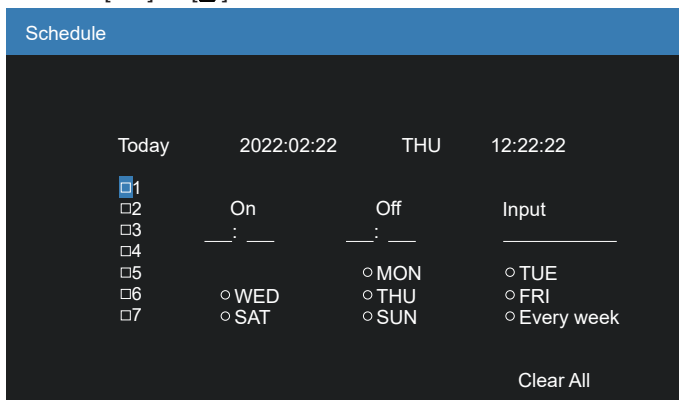 Schedule
Today 2022:02:22 THU 12:22:22
□1
□2 On Off Input
□3 __:__ __:__ ________
□4
□5 ○ MON ○ TUE
□6 ○ WED ○ THU ○ FRI
□7 ○ SAT ○ SUN ○ Every week
Clear All